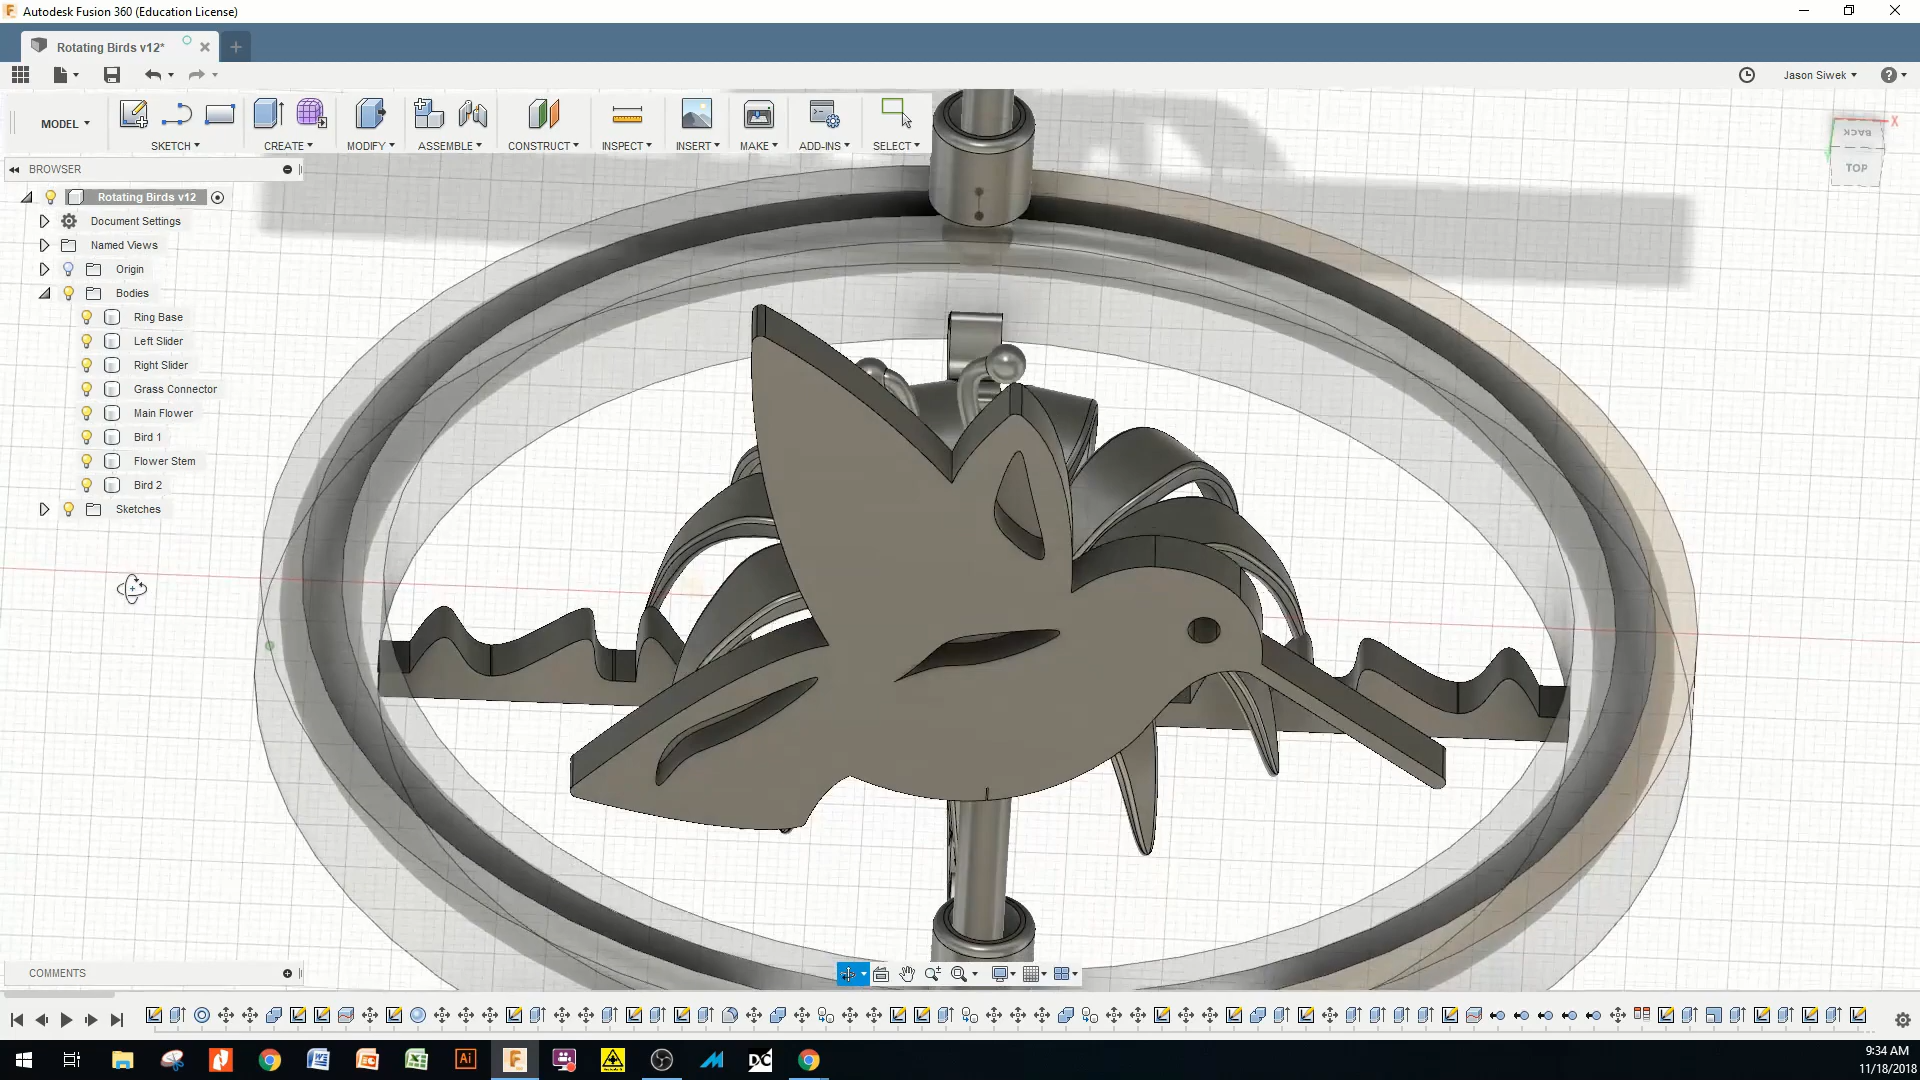 Autodesk Fusion 360 (Education License)
Rotating Birds v12*
Jason Siwek
MODEL
SKETCH
CREATE
MODIFY
ASSEMBLE
CONSTRUCT
INSPECT
INSERT
MAKE
ADD-INS
SELECT
BACK
TOP
X
BROWSER
Rotating Birds v12
Document Settings
Named Views
Origin
Bodies
Ring Base
Left Slider
Right Slider
Grass Connector
Main Flower
Bird 1
Flower Stem
Bird 2
Sketches
COMMENTS
Ai
DC
9:34 AM
11/18/2018